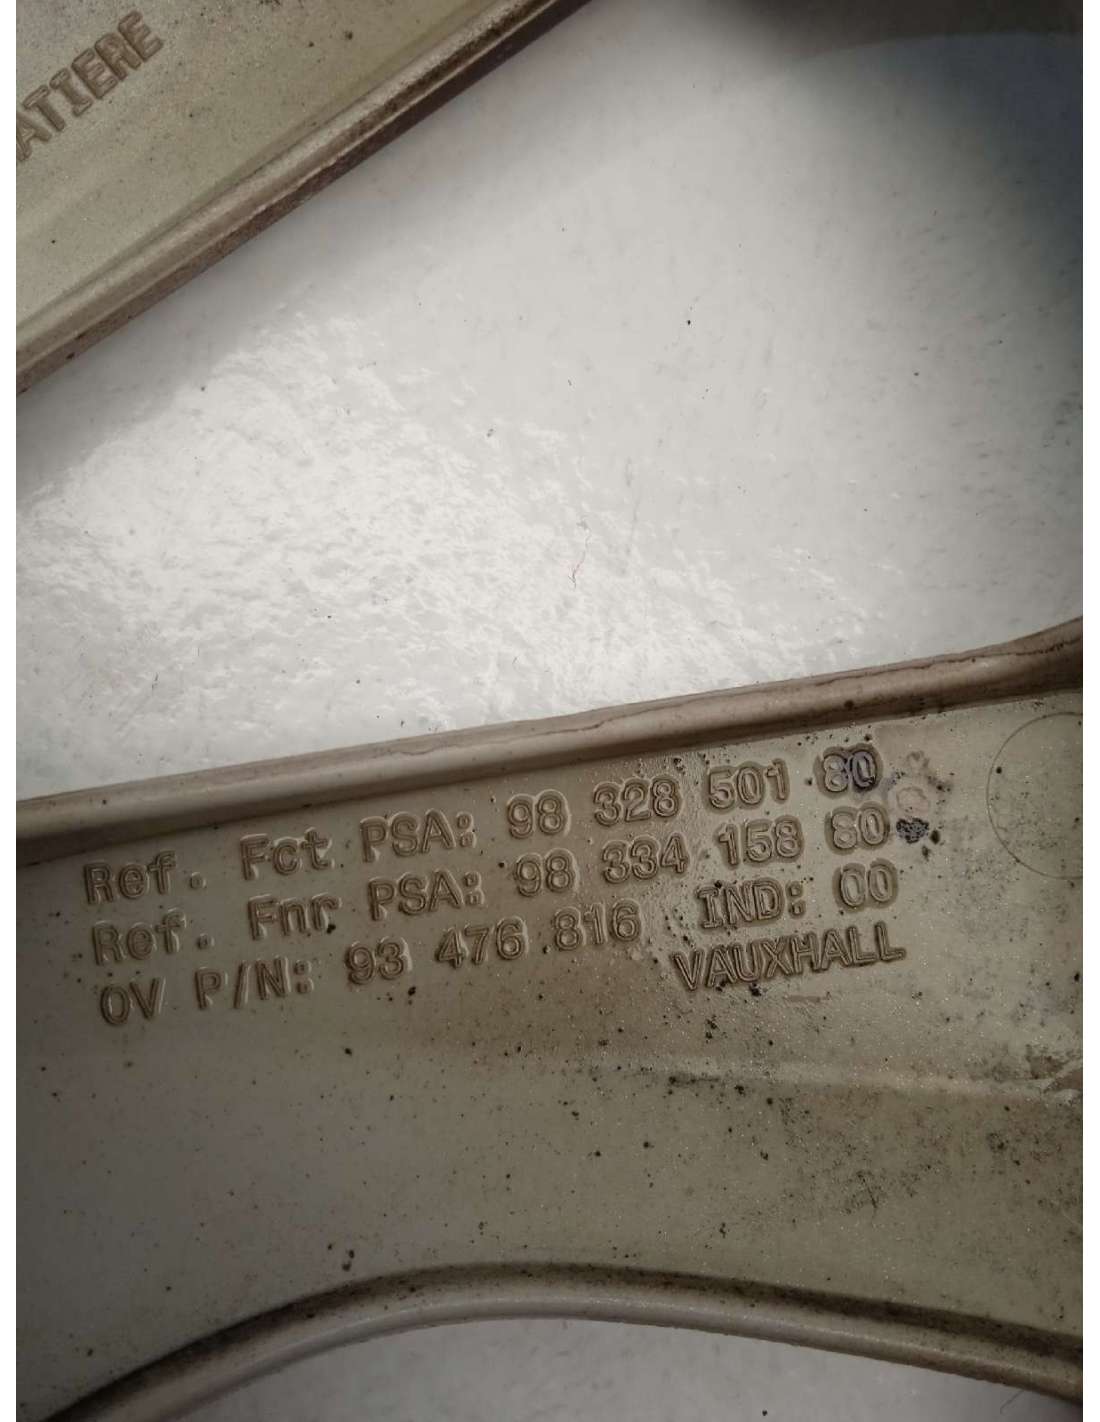 ATIERE
Ref. Fct PSA: 98 328 501 80
Ref. Fnr PSA: 98 334 158 80
OV P/N: 93 476 816 IND: 00
VAUXHALL